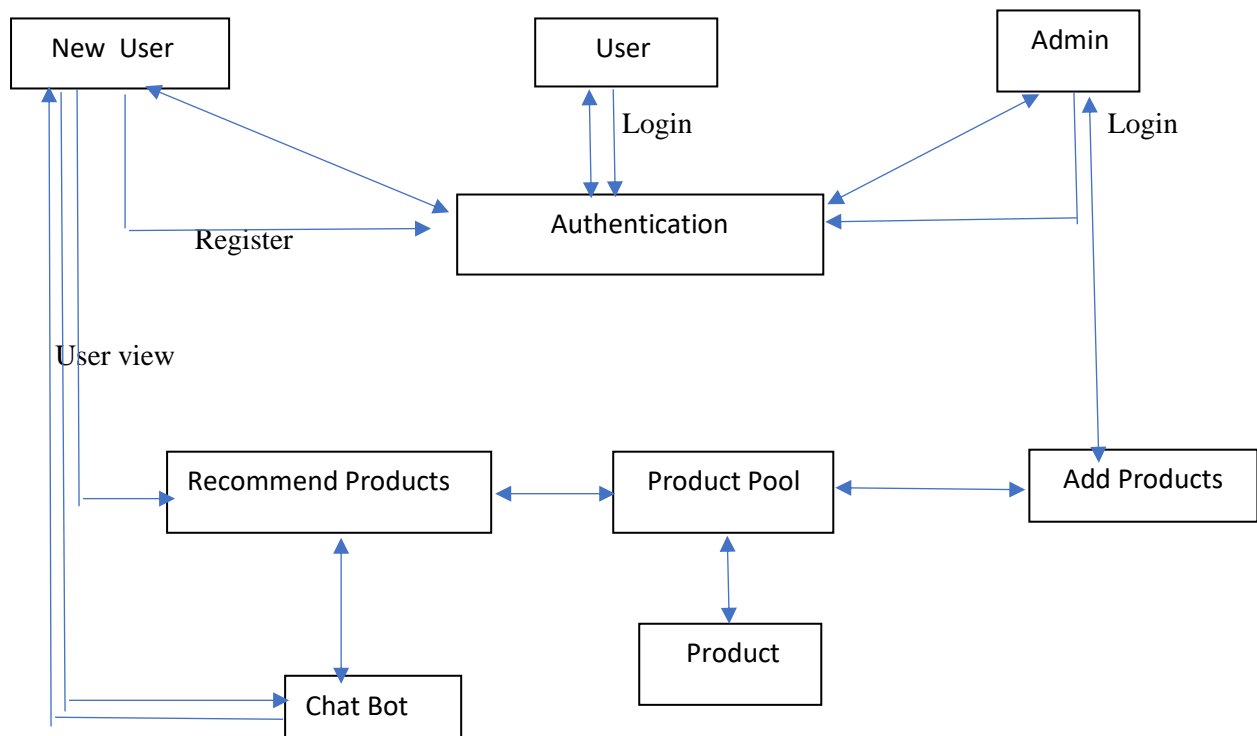 New  User
User
Admin
Login
Login
Authentication
Register
User view
Recommend Products
Product Pool
Add Products
Product
Chat Bot